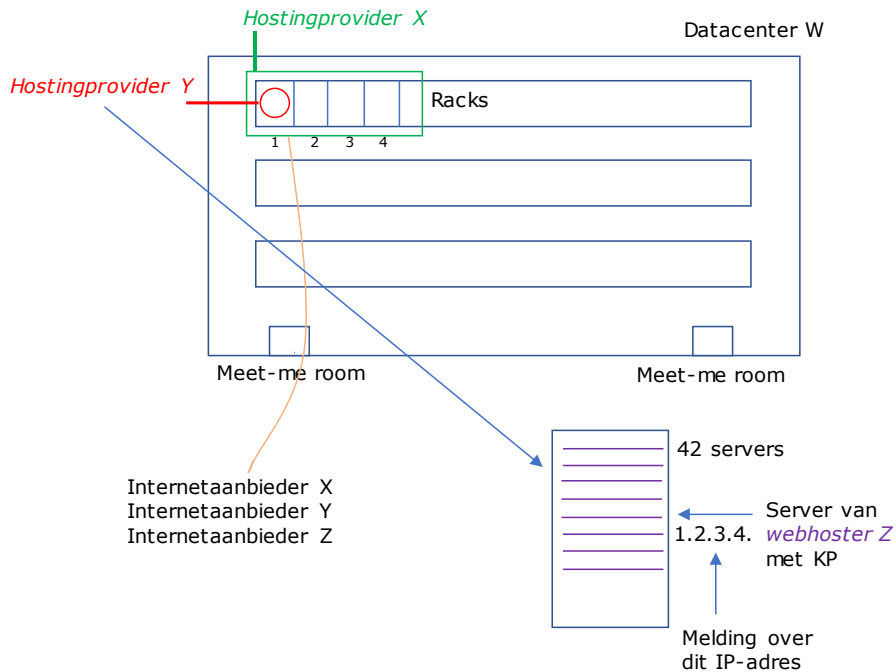 Hostingprovider X
Datacenter W
Hostingprovider Y
Racks
1 2 3 4
Meet-me room
Meet-me room
42 servers
Internetaanbieder X
Internetaanbieder Y
Internetaanbieder Z
Server van
webhoster Z
met KP
1.2.3.4.
Melding over
dit IP-adres